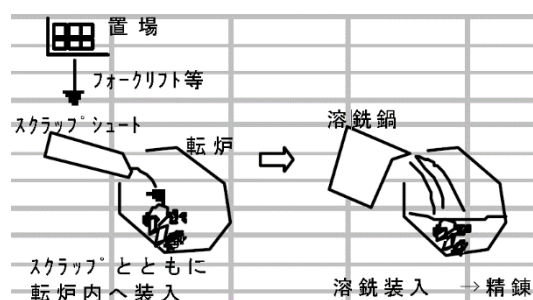 置場
ﾌｫｰｸﾘﾌﾄ等
ｽｸﾗｯﾌﾟｼｭｰﾄ
転炉
ｽｸﾗｯﾌﾟとともに
転炉内へ装入
溶銑鍋
溶銑装入 →精錬